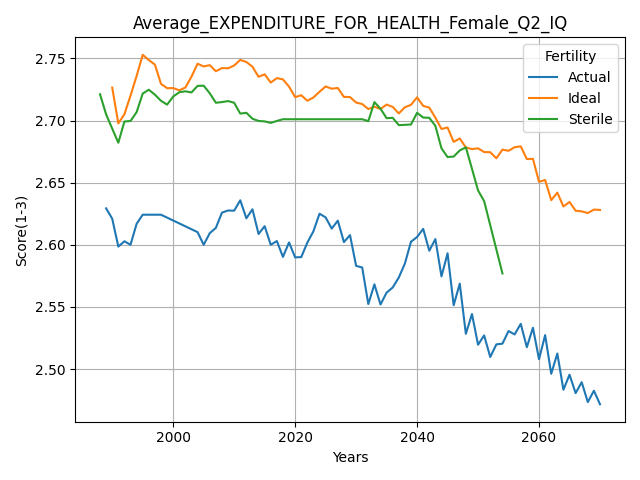 Average_EXPENDITURE_FOR_HEALTH_Female_Q2_IQ
Fertility
Actual
Ideal
Sterile
Score(1-3)
2.75
2.70
2.65
2.60
2.55
2.50
2000
2020
2040
2060
Years